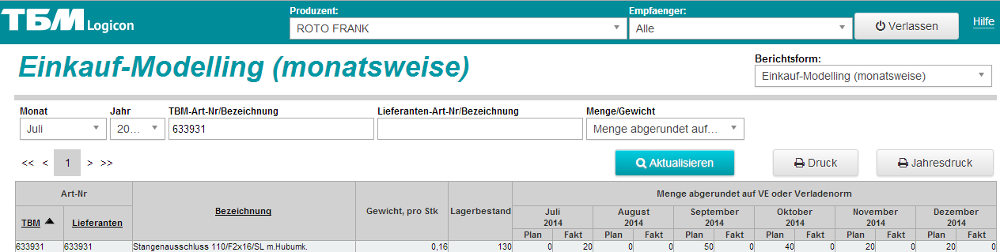 ТБМ Logicon
Produzent:
ROTO FRANK
Empfaenger:
Alle
Verlassen
Hilfe
Einkauf-Modelling (monatsweise)
Berichtsform:
Einkauf-Modelling (monatsweise)
Monat
Juli
Jahr
20...
TBM-Art-Nr/Bezeichnung
633931
Lieferanten-Art-Nr/Bezeichnung
Menge/Gewicht
Menge abgerundet auf...
<< < 1 > >>
Aktualisieren
Druck
Jahresdruck
Art-Nr
TBM
Lieferanten
Bezeichnung
Gewicht, pro Stk
Lagerbestand
Menge abgerundet auf VE oder Verladenorm
Juli 2014
August 2014
September 2014
Oktober 2014
November 2014
Dezember 2014
Plan Fakt Plan Fakt Plan Fakt Plan Fakt Plan Fakt Plan Fakt
633931 633931 Stangenausschluss 110/F2x16/SL m.Hubumk. 0,16 130 0 20 0 0 50 0 40 0 20 0 20 0